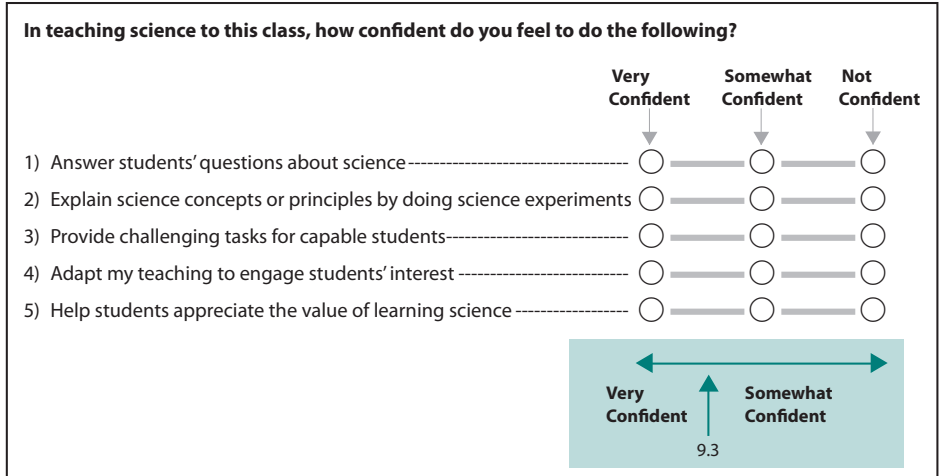 In teaching science to this class, how confident do you feel to do the following?
Very Confident
Somewhat Confident
Not Confident
1) Answer students' questions about science
2) Explain science concepts or principles by doing science experiments
3) Provide challenging tasks for capable students
4) Adapt my teaching to engage students' interest
5) Help students appreciate the value of learning science
Very Confident
Somewhat Confident
9.3